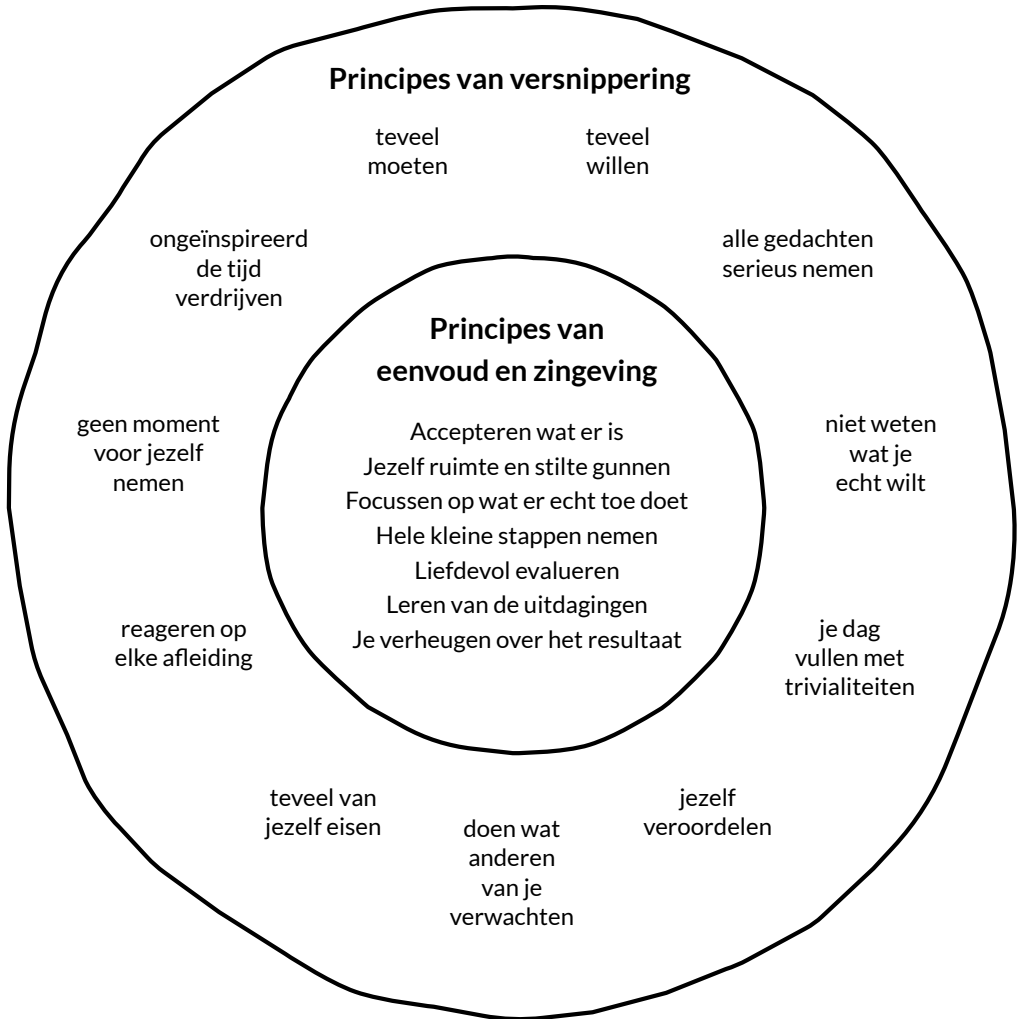 Principes van versnippering
teveel
moeten
teveel
willen
ongeïnspireerd
de tijd
verdrijven
alle gedachten
serieus nemen
Principes van
eenvoud en zingeving
Accepteren wat er is
Jezelf ruimte en stilte gunnen
Focussen op wat er echt toe doet
Hele kleine stappen nemen
Liefdevol evalueren
Leren van de uitdagingen
Je verheugen over het resultaat
geen moment
voor jezelf
nemen
niet weten
wat je
echt wilt
reageren op
elke afleiding
je dag
vullen met
trivialiteiten
teveel van
jezelf eisen
doen wat
anderen
van je
verwachten
jezelf
veroordelen